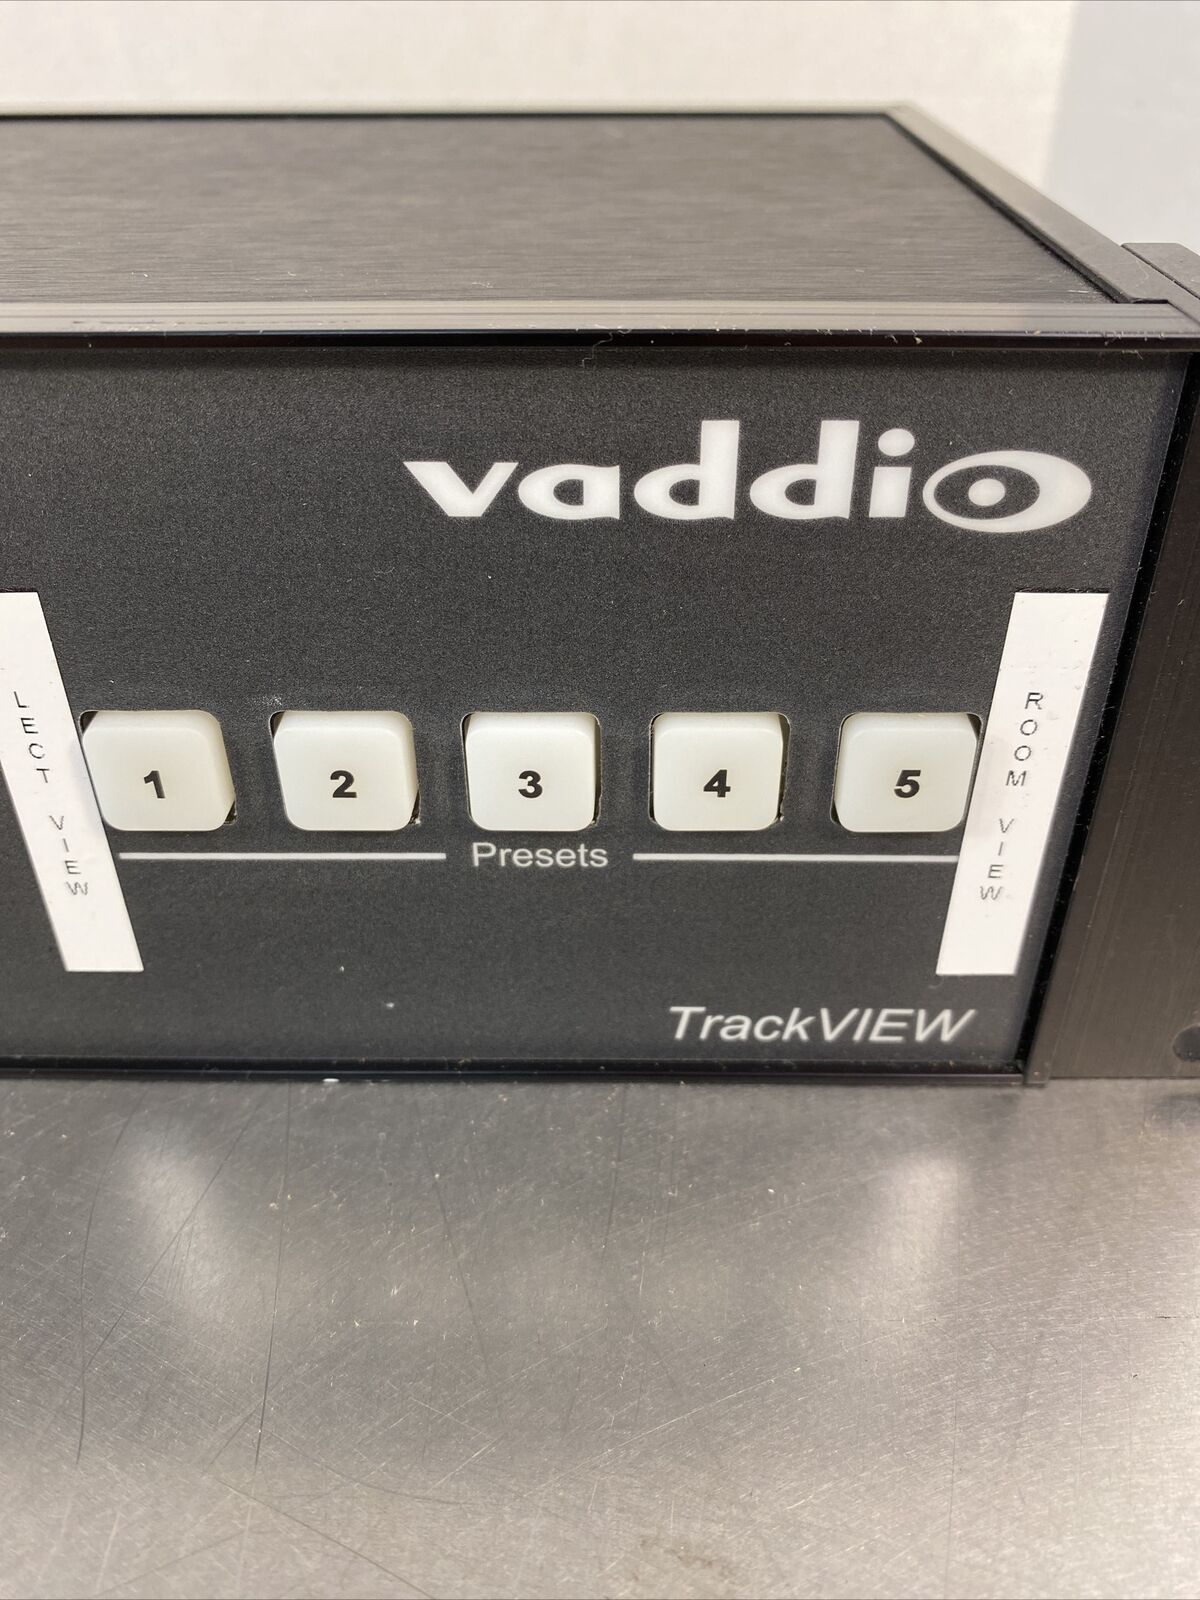 vaddio
LECT VIEW
1 2 3 4 5
ROOM VIEW
Presets
TrackVIEW